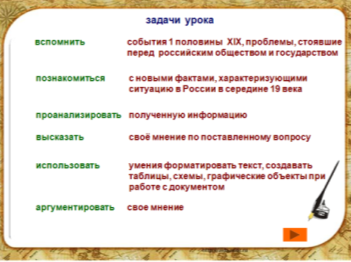 задачи урока
вспомнить события 1 половины XIX, проблемы, стоявшие
перед российским обществом и государством
познакомиться с новыми фактами, характеризующими
ситуацию в России в середине 19 века
проанализировать полученную информацию
высказать своё мнение по поставленному вопросу
использовать умения форматировать текст, создавать
таблицы, схемы, графические объекты при
работе с документом
аргументировать свое мнение